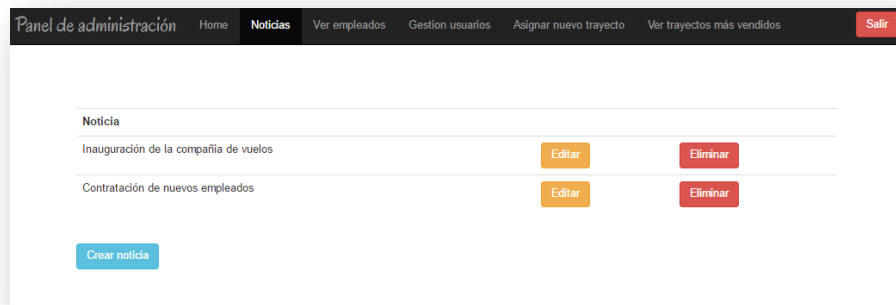 Panel de administración Home Noticias Ver empleados Gestion usuarios Asignar nuevo trayecto Ver trayectos más vendidos Salir
Noticia
Inauguración de la compañia de vuelos Editar Eliminar
Contratación de nuevos empleados Editar Eliminar
Crear noticia